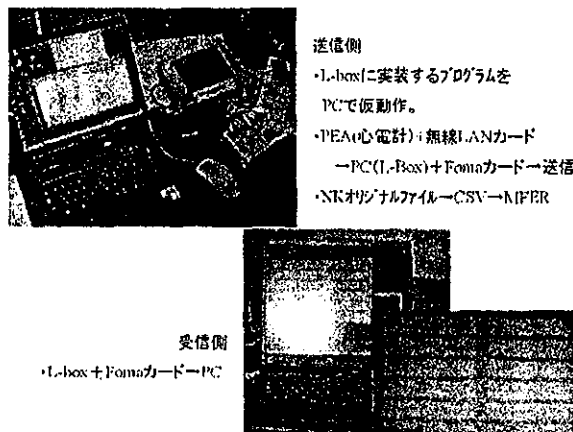 送信側
・L-boxに実装するプログラムを
PCで仮動作。
・PEA(心電計)+無線LANカード
→PC(L-Box)+Fomaカード→送信
・NKオリジナルファイル→CSV→MFER
受信側
・L-box+Fomaカード→PC